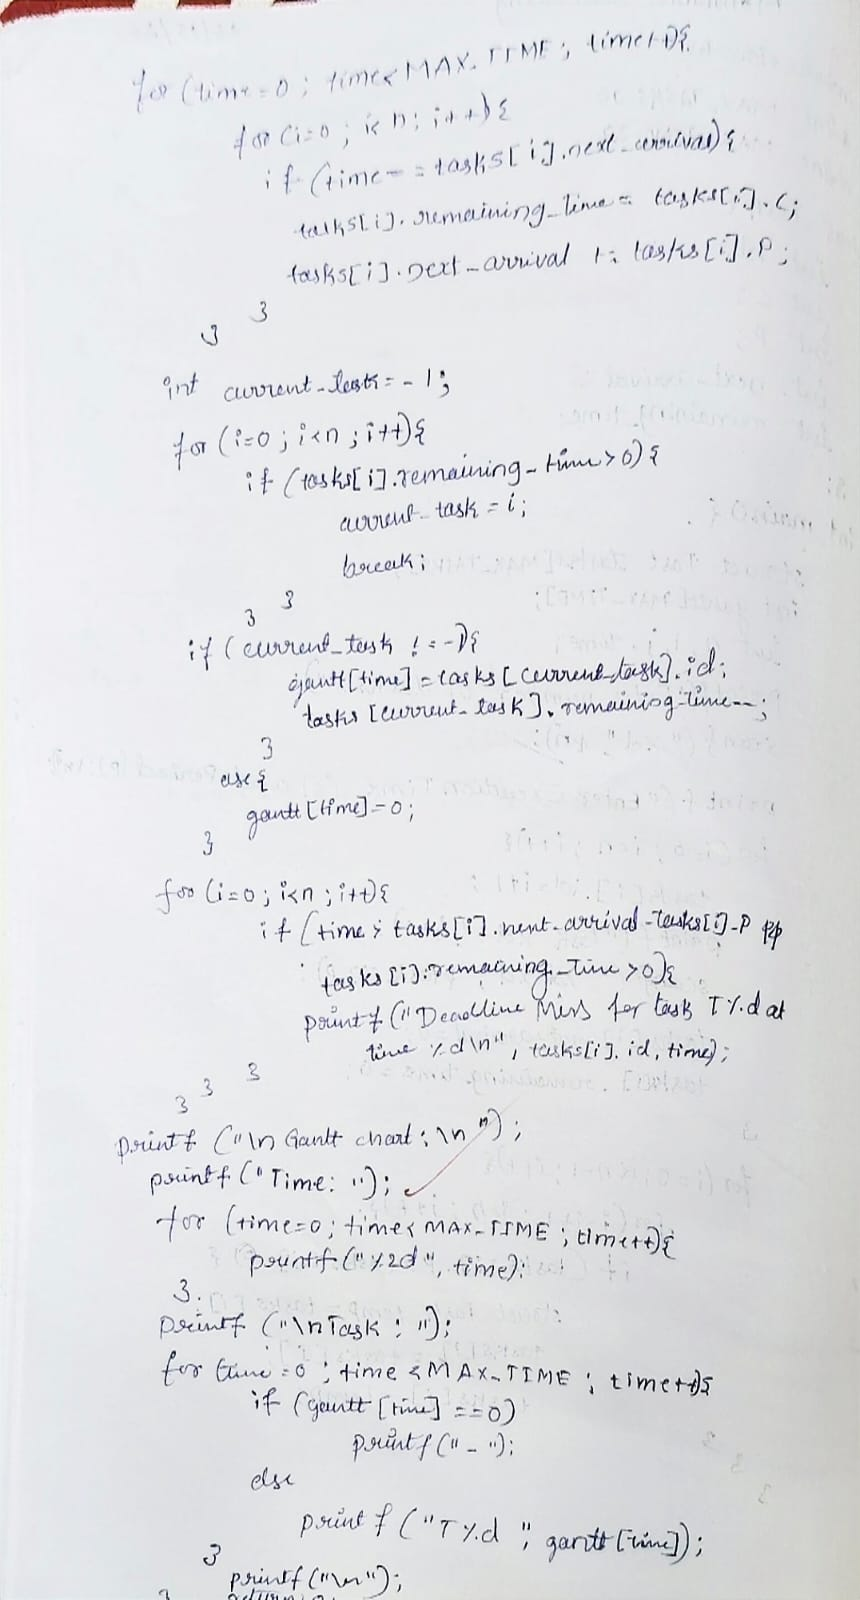 for (time=0 ; time<MAX_TIME ; time++){
for (i=0 ; i< n ; i++){
if (time == tasks[i].next_arrival){
tasks[i].remaining_time = tasks[i].C;
tasks[i].next_arrival += tasks[i].P;
}
}
int current_task = -1;
for (i=0 ; i<n ; i++){
if (tasks[i].remaining_time>0) {
current_task = i;
break;
}
}
if (current_task != -1){
gantt[time] = tasks[current_task].id;
tasks [current_task].remaining_time--;
}
else {
gantt [time]=0;
}
for (i=0 ; i<n ; i++){
if (time > tasks[i].next_arrival-tasks[i].P &&
tasks[i].remaining_time >0){
printf ("Deadline Miss for task T%d at
time %d\n", tasks[i].id, time);
} } }
printf ("\n Gantt chart : \n ");
printf ("Time: ");
for (time=0; time< MAX_TIME ; time++){
printf ("%2d", time);
}
printf ("\nTask : ");
for time =0 ; time <MAX_TIME ; time++){
if (gantt [time] ==0)
printf (" - ");
else
printf ("T%d ", gantt [time]);
}
printf("\n");